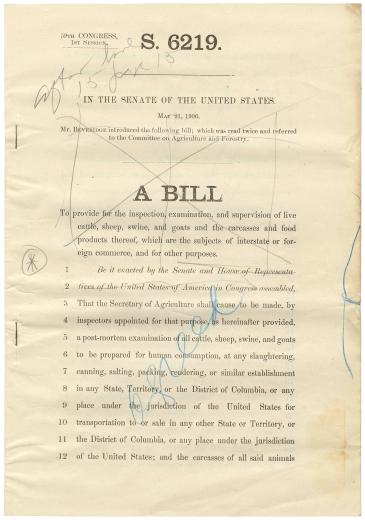 59TH CONGRESS,
1ST SESSION.
S. 6219.
after line
13 page 13
IN THE SENATE OF THE UNITED STATES.
MAY 21, 1906.
Mr. BEVERIDGE introduced the following bill; which was read twice and referred
to the Committee on Agriculture and Forestry.
A BILL
To provide for the inspection, examination, and supervision of live
cattle, sheep, swine, and goats and the carcasses and food
products thereof, which are the subjects of interstate or for-
eign commerce, and for other purposes.
1 Be it enacted by the Senate and House of Representa-
2 tives of the United States of America in Congress assembled,
3 That the Secretary of Agriculture shall cause to be made, by
4 inspectors appointed for that purpose, as hereinafter provided,
5 a post-mortem examination of all cattle, sheep, swine, and goats
6 to be prepared for human consumption, at any slaughtering,
7 canning, salting, packing, rendering, or similar establishment
8 in any State, Territory, or the District of Columbia, or any
9 place under the jurisdiction of the United States for
10 transportation to or sale in any other State or Territory, or
11 the District of Columbia, or any place under the jurisdiction
12 of the United States; and the carcasses of all said animals
agreed